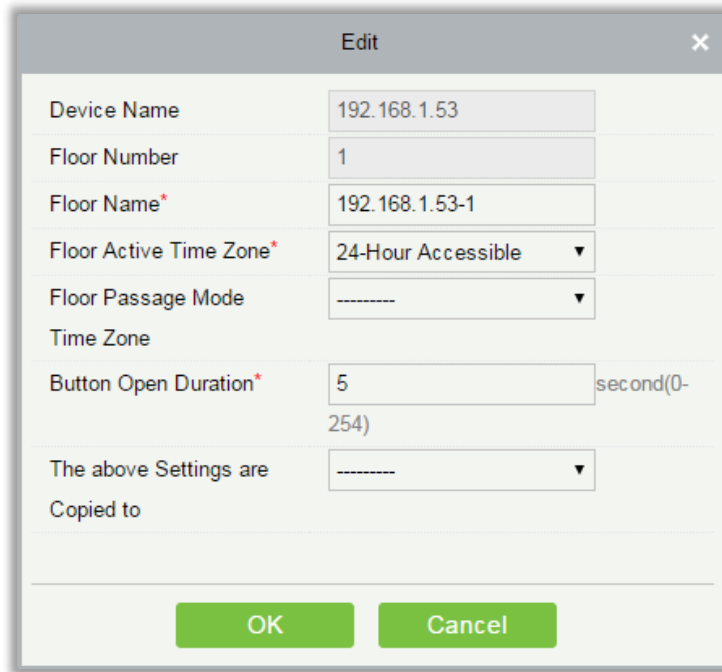 Edit ×
Device Name 192.168.1.53
Floor Number 1
Floor Name* 192.168.1.53-1
Floor Active Time Zone* 24-Hour Accessible
Floor Passage Mode ---------
Time Zone
Button Open Duration* 5 second(0-
254)
The above Settings are ---------
Copied to
OK Cancel